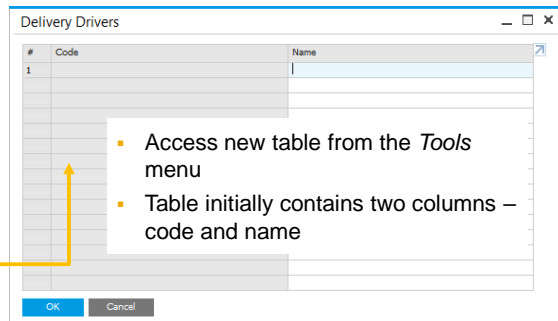 Delivery Drivers
# Code Name
1
▪ Access new table from the Tools
menu
▪ Table initially contains two columns –
code and name
OK Cancel